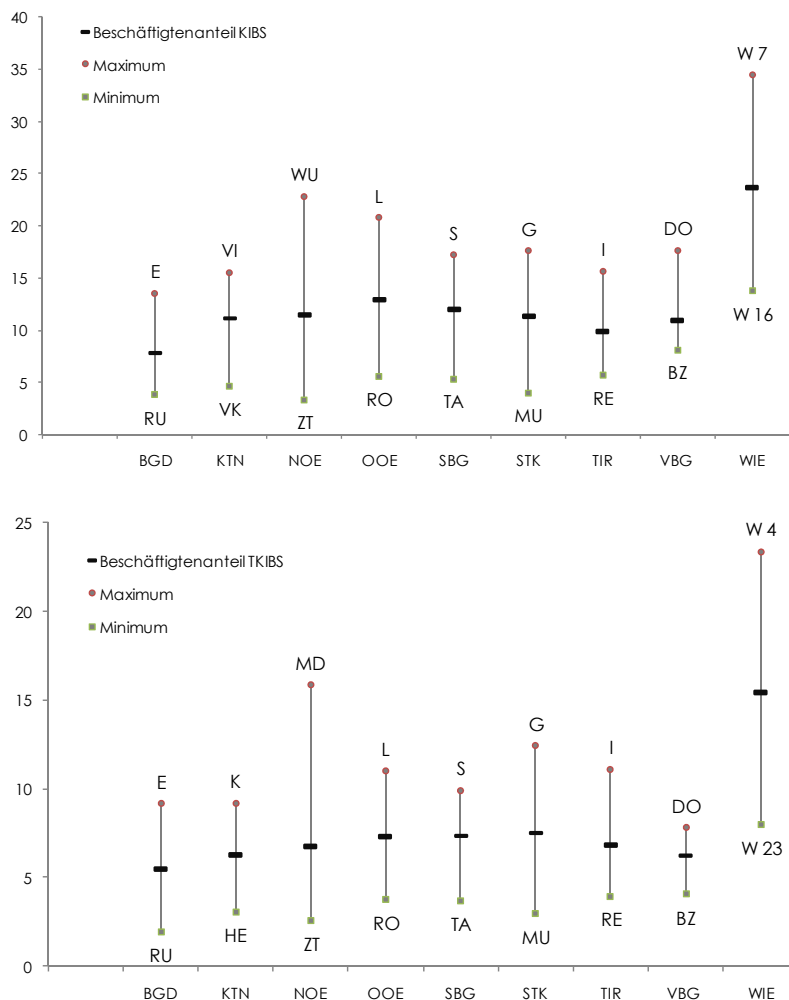 40
Beschäftigtenanteil KIBS
W 7
35
Maximum
Minimum
30
25
WU
L
20
DO
S
G
VI
I
15
E
W 16
10
BZ
5
RO
RE
RU
VK
TA
MU
ZT
0
BGD KTN NOE OOE SBG STK TIR VBG WIE
25
W 4
Beschäftigtenanteil TKIBS
20
Maximum
Minimum
MD
15
G
L
I
10
E
K
S
DO
W 23
5
RO
TA
RE
BZ
HE
MU
RU
ZT
0
BGD KTN NOE OOE SBG STK TIR VBG WIE